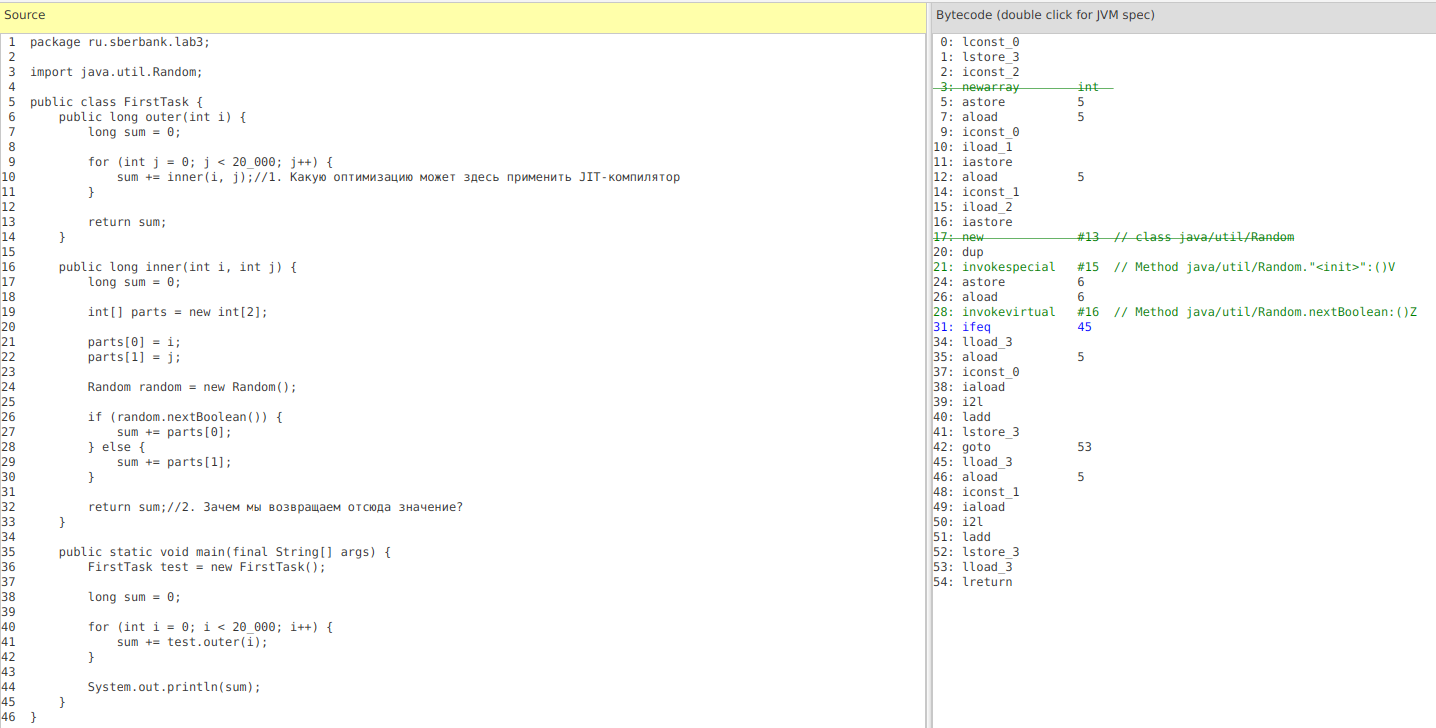 Source
1 package ru.sberbank.lab3;
2
3 import java.util.Random;
4
5 public class FirstTask {
6     public long outer(int i) {
7         long sum = 0;
8
9         for (int j = 0; j < 20_000; j++) {
10             sum += inner(i, j);//1. Какую оптимизацию может здесь применить JIT-компилятор
11         }
12
13         return sum;
14     }
15
16     public long inner(int i, int j) {
17         long sum = 0;
18
19         int[] parts = new int[2];
20
21         parts[0] = i;
22         parts[1] = j;
23
24         Random random = new Random();
25
26         if (random.nextBoolean()) {
27             sum += parts[0];
28         } else {
29             sum += parts[1];
30         }
31
32         return sum;//2. Зачем мы возвращаем отсюда значение?
33     }
34
35     public static void main(final String[] args) {
36         FirstTask test = new FirstTask();
37
38         long sum = 0;
39
40         for (int i = 0; i < 20_000; i++) {
41             sum += test.outer(i);
42         }
43
44         System.out.println(sum);
45     }
46 }
Bytecode (double click for JVM spec)
0: lconst_0
1: lstore_3
2: iconst_2
3: newarray int
5: astore 5
7: aload 5
9: iconst_0
10: iload_1
11: iastore
12: aload 5
14: iconst_1
15: iload_2
16: iastore
17: new #13 // class java/util/Random
20: dup
21: invokespecial #15 // Method java/util/Random."<init>":()V
24: astore 6
26: aload 6
28: invokevirtual #16 // Method java/util/Random.nextBoolean:()Z
31: ifeq 45
34: lload_3
35: aload 5
37: iconst_0
38: iaload
39: i2l
40: ladd
41: lstore_3
42: goto 53
45: lload_3
46: aload 5
48: iconst_1
49: iaload
50: i2l
51: ladd
52: lstore_3
53: lload_3
54: lreturn